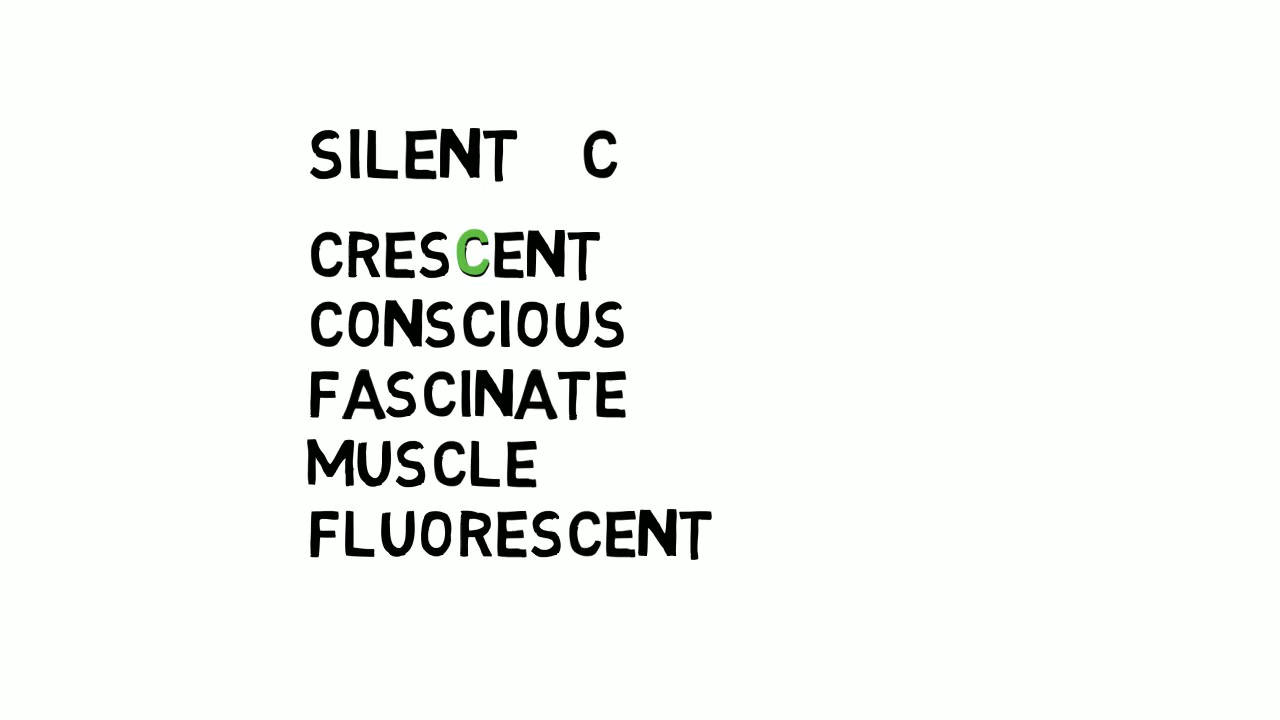 SILENT C
CRESCENT
CONSCIOUS
FASCINATE
MUSCLE
FLUORESCENT